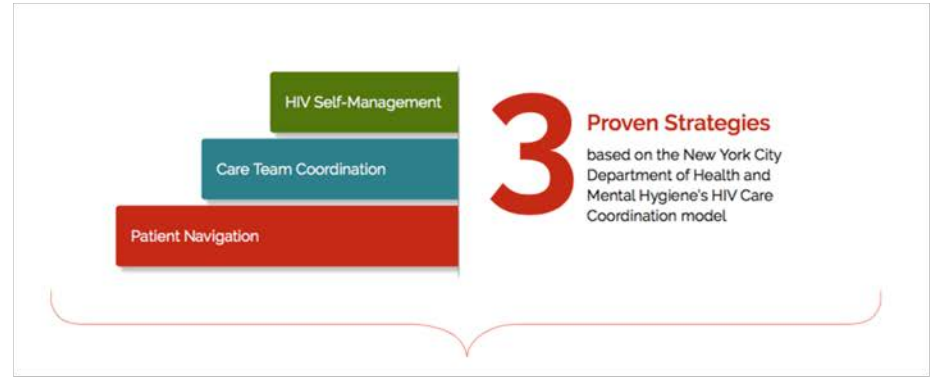 HIV Self-Management
Care Team Coordination
Patient Navigation
3
Proven Strategies
based on the New York City
Department of Health and
Mental Hygiene's HIV Care
Coordination model